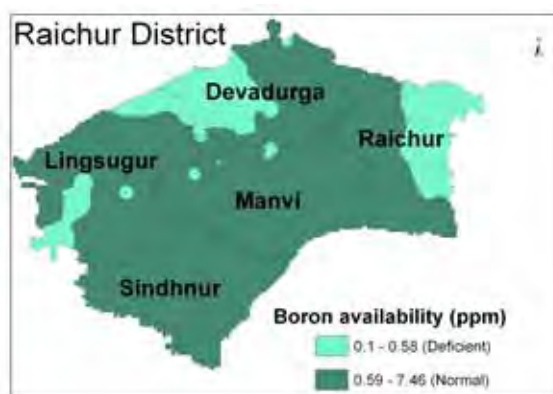 Raichur District
Devadurga
Raichur
Lingsugur
Manvi
Sindhnur
Boron availability (ppm)
0.1 - 0.58 (Deficient)
0.59 - 7.46 (Normal)